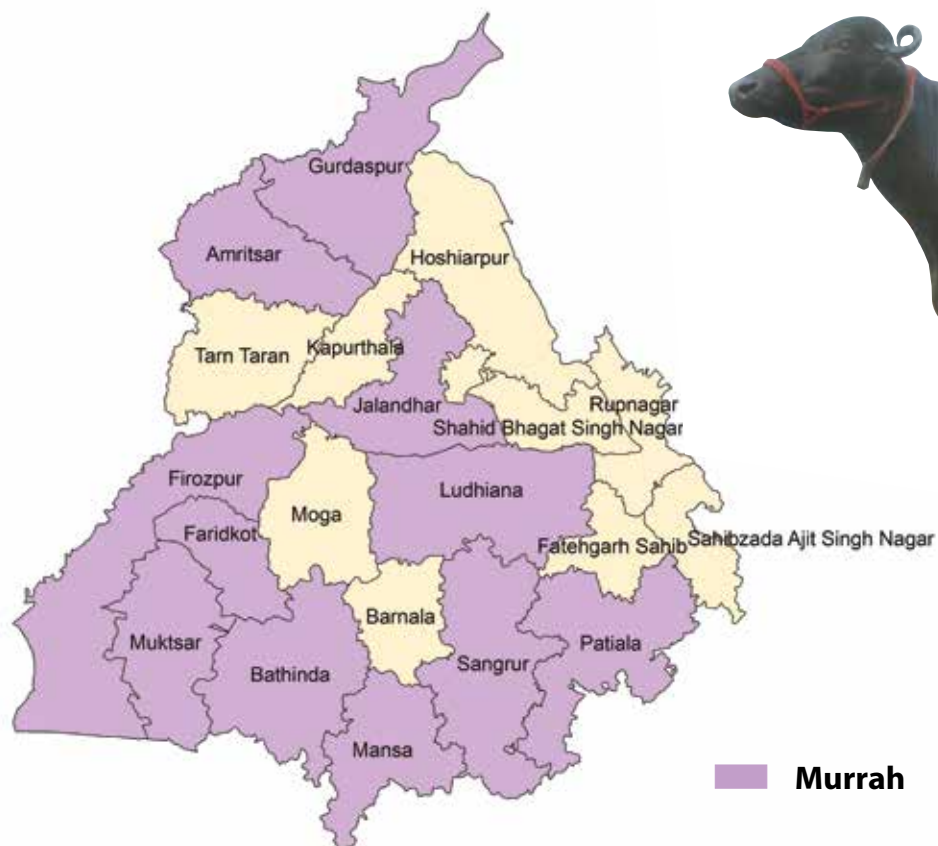 Gurdaspur
Amritsar
Hoshiarpur
Tarn Taran
Kapurthala
Jalandhar
Rupnagar
Shahid Bhagat Singh Nagar
Firozpur
Ludhiana
Moga
Faridkot
Fatehgarh Sahib
Sahibzada Ajit Singh Nagar
Barnala
Muktsar
Patiala
Sangrur
Bathinda
Mansa
Murrah